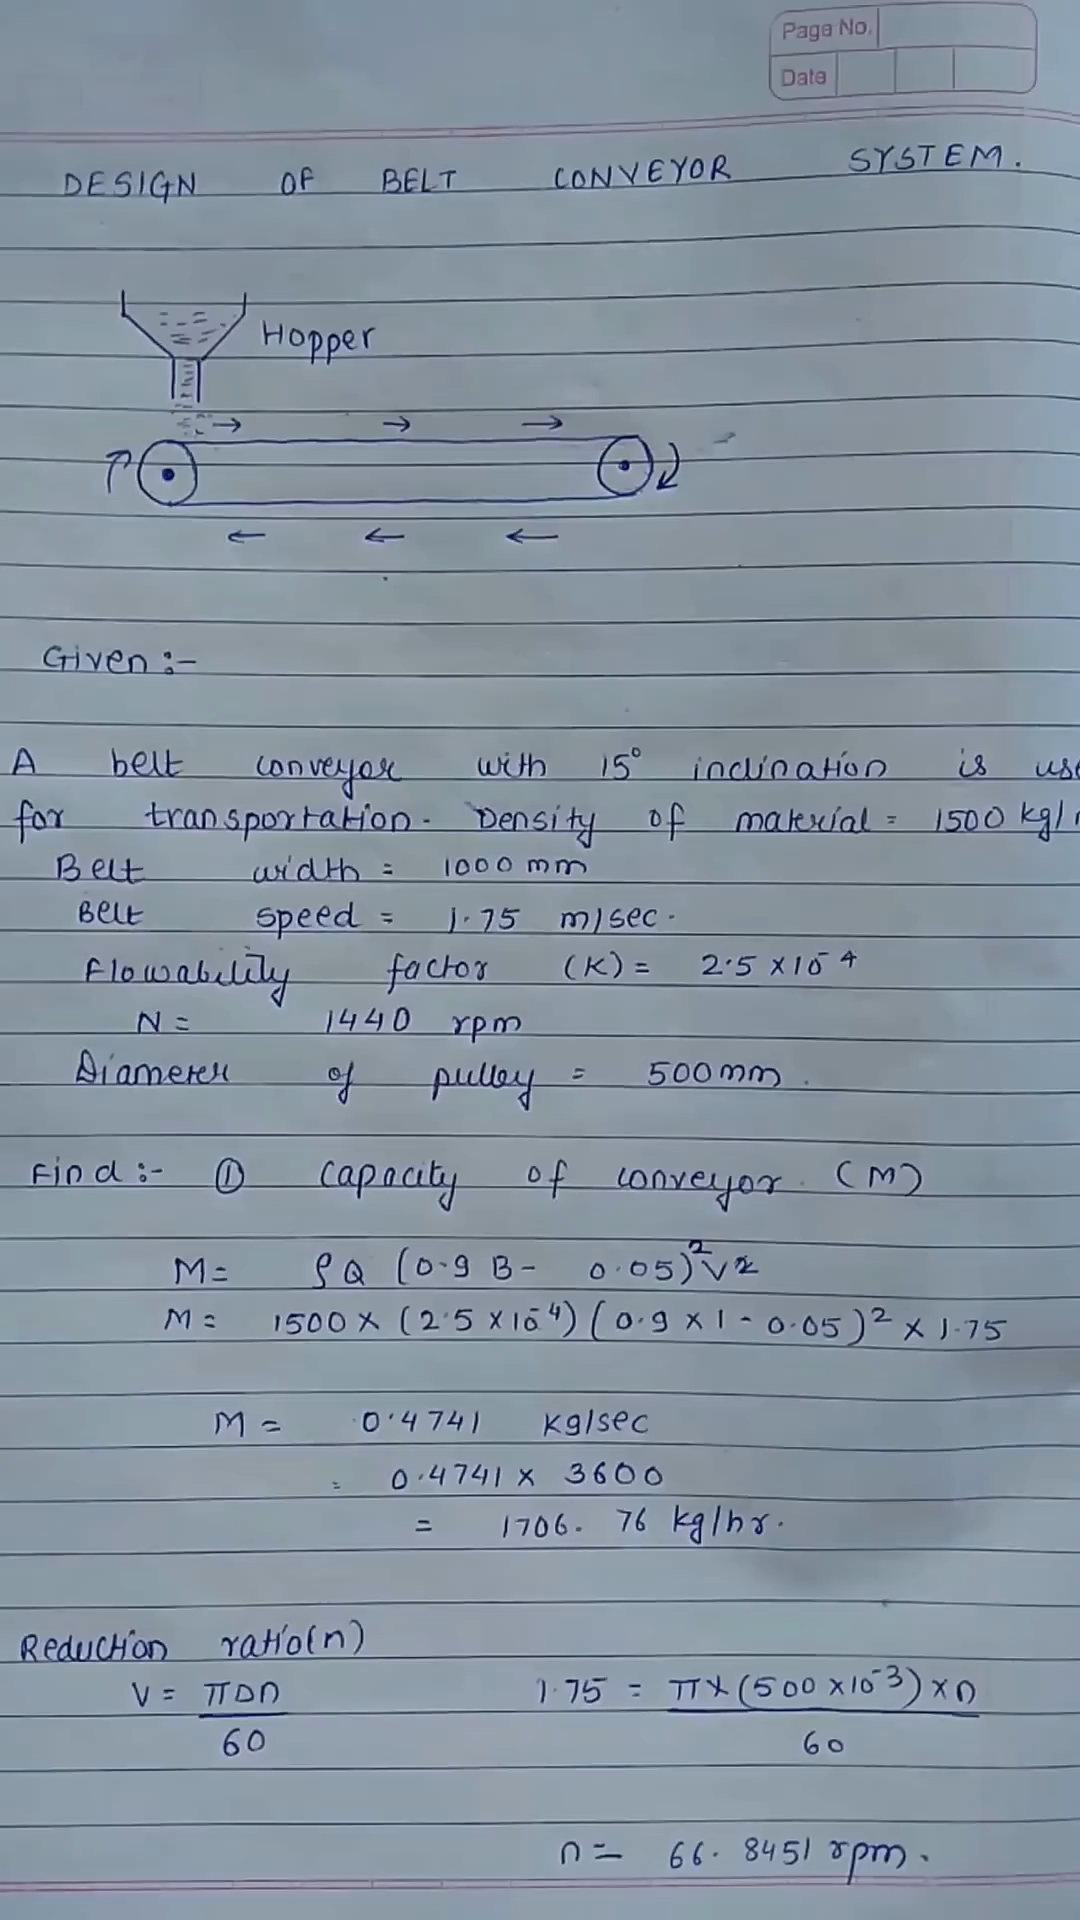 Page No.
Date
DESIGN OF BELT CONVEYOR SYSTEM.
Hopper
Given :-
A belt conveyor with 15° inclination is
for transportation. Density of material = 1500
Belt width = 1000 mm
Belt speed = 1.75 m/sec.
Flowability factor (K) = 2.5 x 10^-4
N = 1440 rpm
Diameter of pulley = 500mm.
Find :- ① Capacity of conveyor. (M)
M = ρQ (0.9 B - 0.05)² V
M = 1500 x (2.5 x 10^-4) (0.9 x 1 - 0.05)² x 1.75
M = 0.4741 kg/sec
= 0.4741 x 3600
= 1706.76 kg/hr.
Reduction ratio(n)
V = πDn / 60 1.75 = π x (500 x 10^-3) x n / 60
n = 66.8451 rpm.